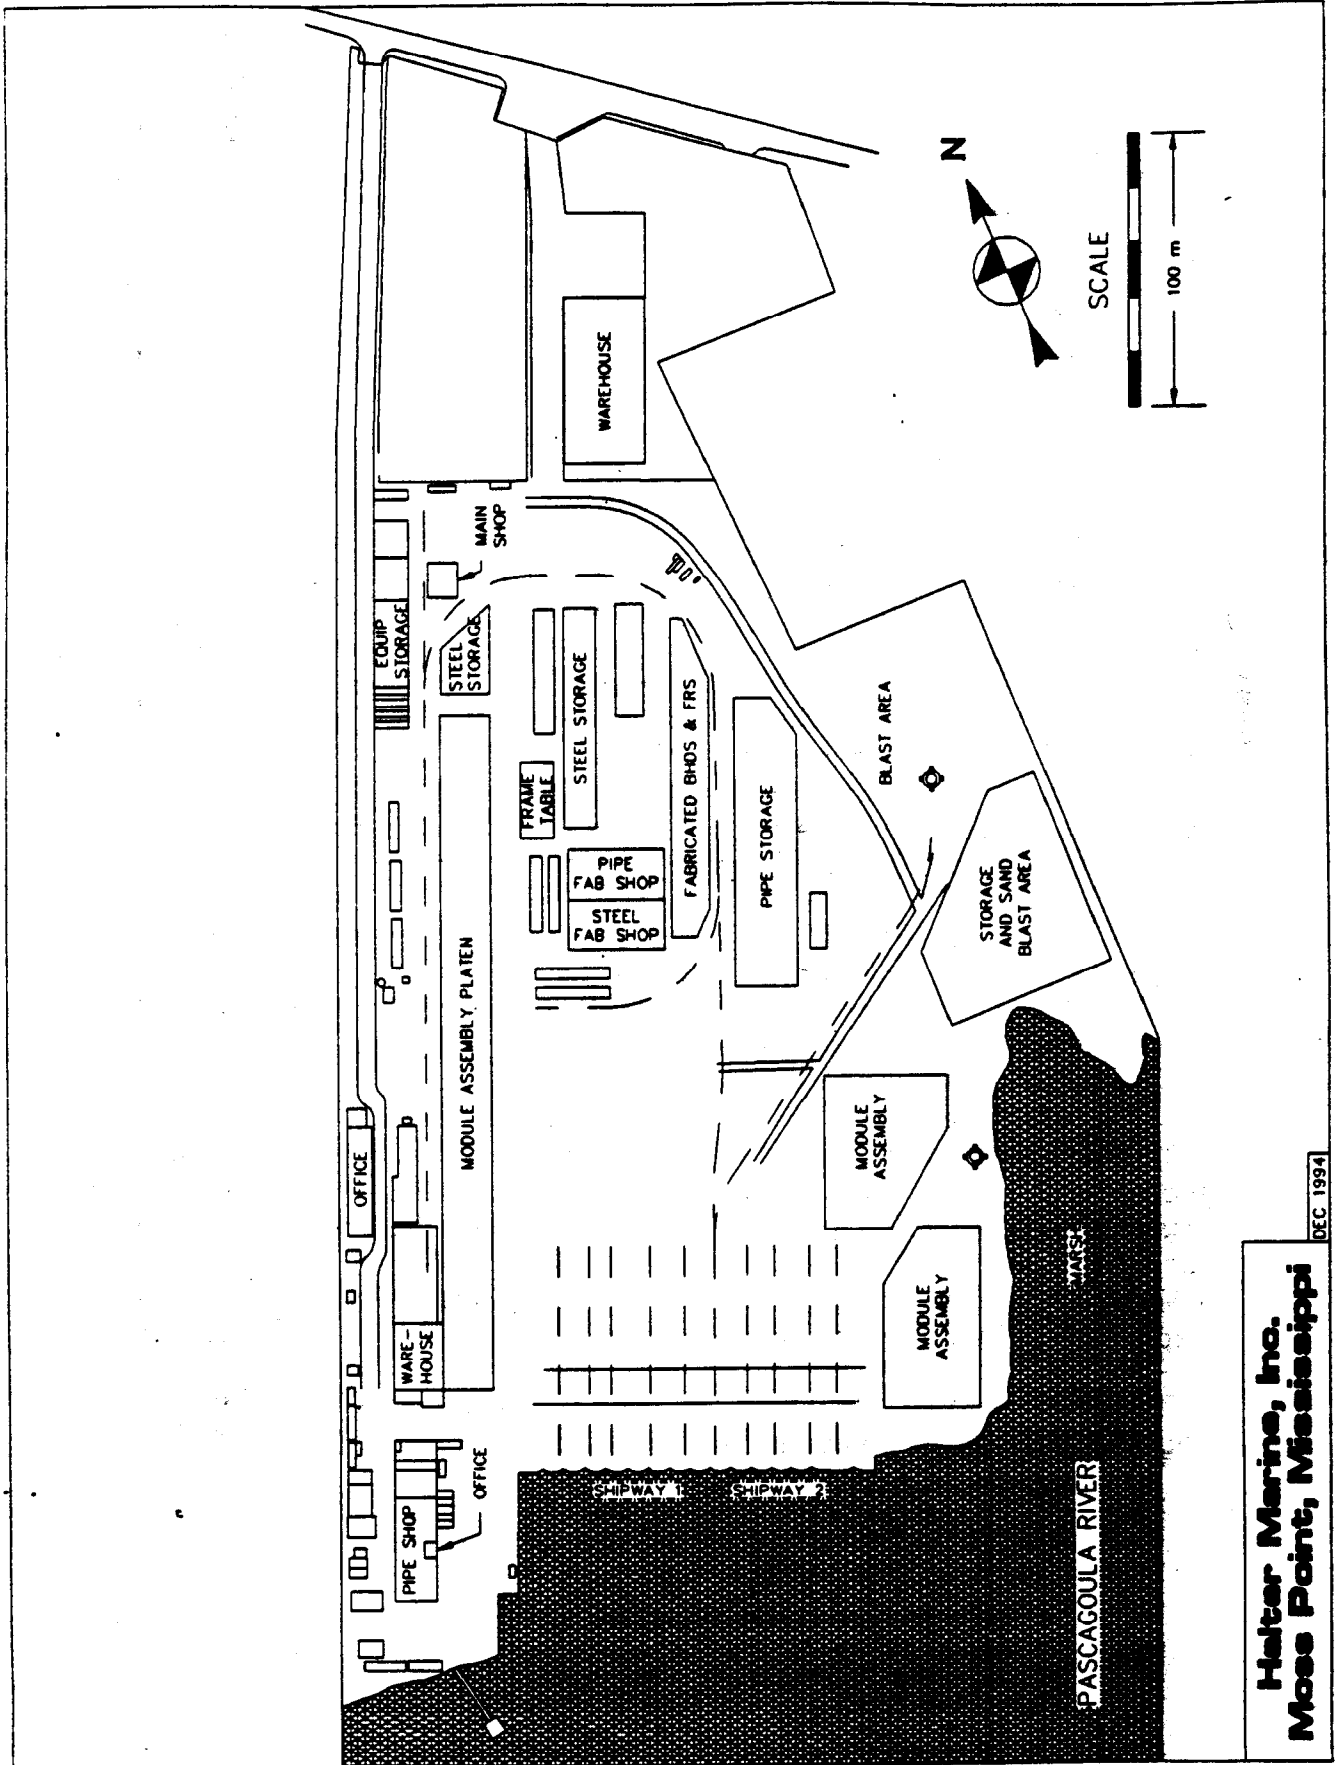 N
SCALE
100 m
WAREHOUSE
MAIN
SHOP
EQUIP
STORAGE
STEEL
STORAGE
STEEL STORAGE
FRAME
TABLE
FABRICATED BHDS & FRS
PIPE
FAB SHOP
STEEL
FAB SHOP
PIPE STORAGE
BLAST AREA
STORAGE
AND SAND
BLAST AREA
MODULE ASSEMBLY PLATEN
OFFICE
MODULE
ASSEMBLY
MODULE
ASSEMBLY
MARSH
WARE-
HOUSE
OFFICE
PIPE SHOP
SHIPWAY 1
SHIPWAY 2
PASCAGOULA RIVER
DEC 1994
Halter Marine, Inc.
Moss Point, Mississippi